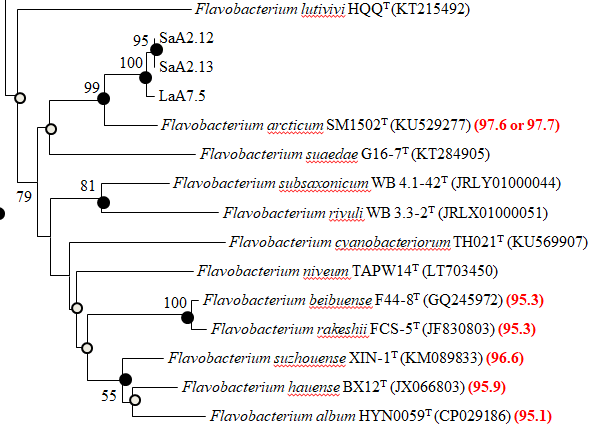 Flavobacterium lutivivi HQQᵀ (KT215492)
95 SaA2.12
SaA2.13
100
LaA7.5
99
Flavobacterium arcticum SM1502ᵀ (KU529277) (97.6 or 97.7)
Flavobacterium suaedae G16-7ᵀ (KT284905)
81 Flavobacterium subsaxonicum WB 4.1-42ᵀ (JRLY01000044)
79
Flavobacterium rivuli WB 3.3-2ᵀ (JRLX01000051)
Flavobacterium cyanobacteriorum TH021ᵀ (KU569907)
Flavobacterium niveum TAPW14ᵀ (LT703450)
100 Flavobacterium beibuense F44-8ᵀ (GQ245972) (95.3)
Flavobacterium rakeshii FCS-5ᵀ (JF830803) (95.3)
Flavobacterium suzhouense XIN-1ᵀ (KM089833) (96.6)
Flavobacterium hauense BX12ᵀ (JX066803) (95.9)
55
Flavobacterium album HYN0059ᵀ (CP029186) (95.1)